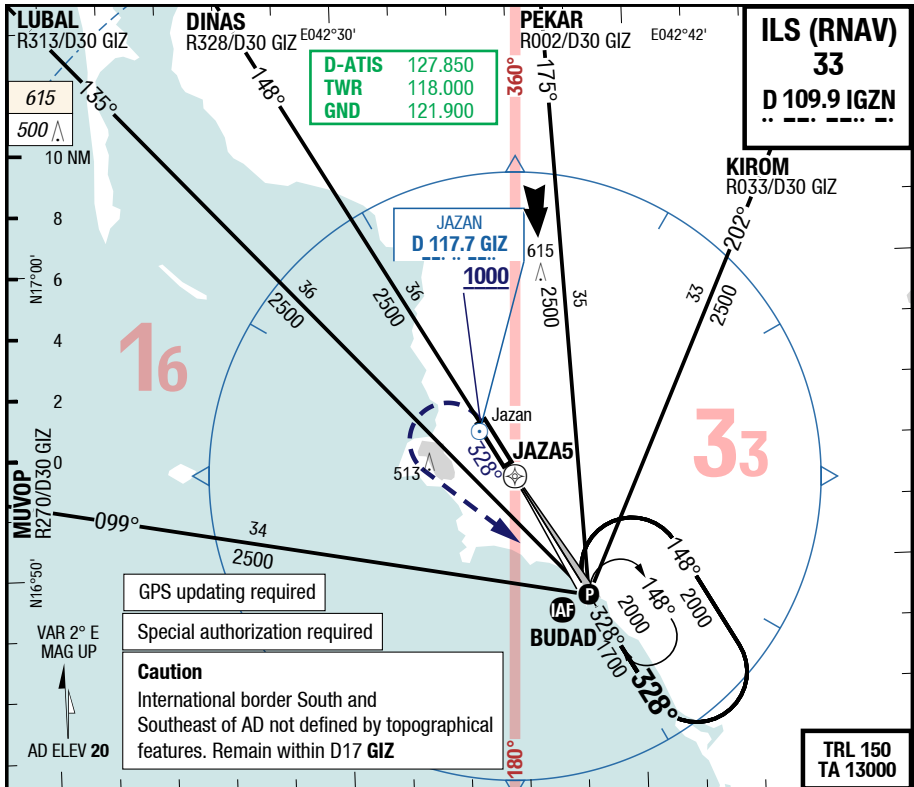 LUBAL
R313/D30 GIZ
DINAS
R328/D30 GIZ
E042°30'
PEKAR
R002/D30 GIZ
E042°42'
ILS (RNAV)
33
D 109.9 IGZN
D-ATIS 127.850
TWR 118.000
GND 121.900
360°
175°
148°
135°
615
500
10 NM
KIROM
R033/D30 GIZ
202°
8
JAZAN
D 117.7 GIZ
1000
615
6
N17°00'
36
2500
36
2500
35
2500
33
2500
4
16
33
2
Jazan
328°
JAZA5
513
0
MUVOP
R270/D30 GIZ
099°
34
2500
N16°50'
148°
2000
148°
2000
P
IAF
BUDAD
328°
1700
328°
GPS updating required
Special authorization required
VAR 2° E
MAG UP
AD ELEV 20
Caution
International border South and
Southeast of AD not defined by topographical
features. Remain within D17 GIZ
180°
TRL 150
TA 13000